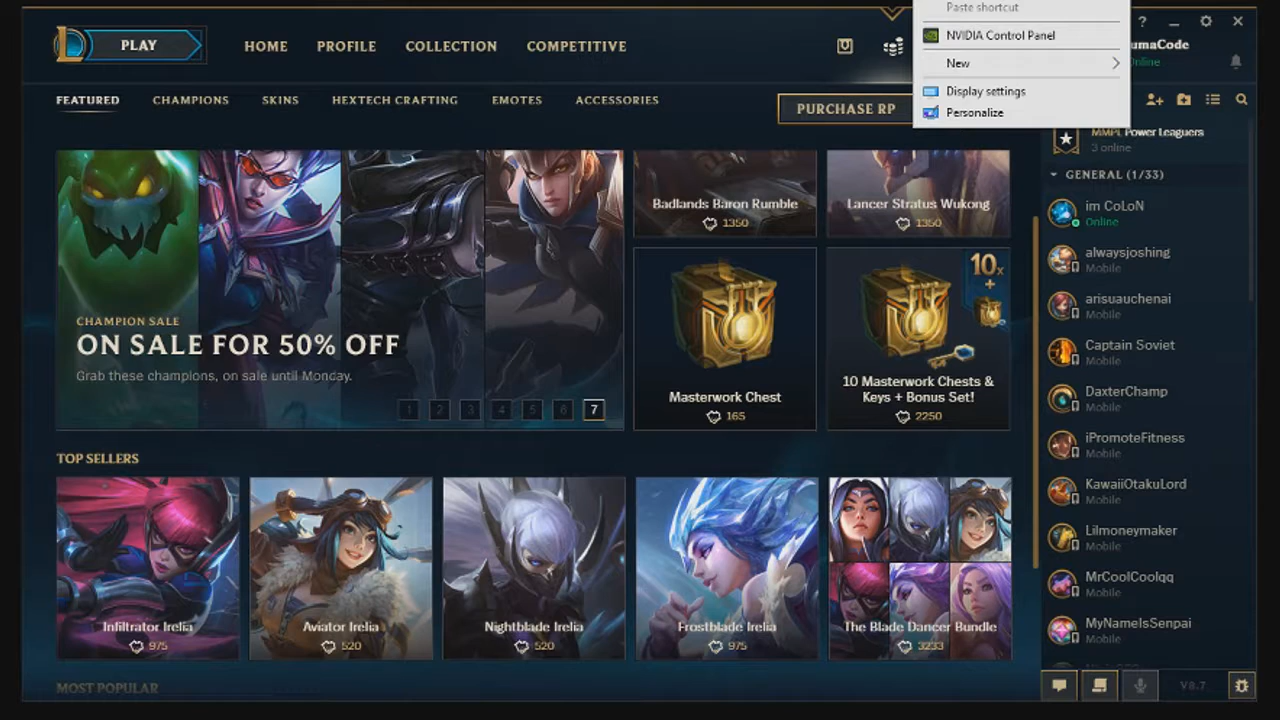 Paste shortcut
NVIDIA Control Panel
New
Display settings
Personalize
?
umaCode
nline
PLAY
HOME
PROFILE
COLLECTION
COMPETITIVE
FEATURED
CHAMPIONS
SKINS
HEXTECH CRAFTING
EMOTES
ACCESSORIES
PURCHASE RP
CHAMPION SALE
ON SALE FOR 50% OFF
Grab these champions, on sale until Monday.
1 2 3 4 5 6 7
Badlands Baron Rumble
1350
Lancer Stratus Wukong
1350
Masterwork Chest
165
10x
+
10 Masterwork Chests &
Keys + Bonus Set!
2250
TOP SELLERS
Infiltrator Irelia
975
Aviator Irelia
520
Nightblade Irelia
520
Frostblade Irelia
975
The Blade Dancer Bundle
3233
MOST POPULAR
Power Leaguers
3 online
GENERAL (1/33)
im CoLoN
Online
alwaysjoshing
Mobile
arisuauchenai
Mobile
Captain Soviet
Mobile
DaxterChamp
Mobile
iPromoteFitness
Mobile
KawaiiOtakuLord
Mobile
Lilmoneymaker
Mobile
MrCoolCoolqq
Mobile
MyNameIsSenpai
Mobile
V8.7